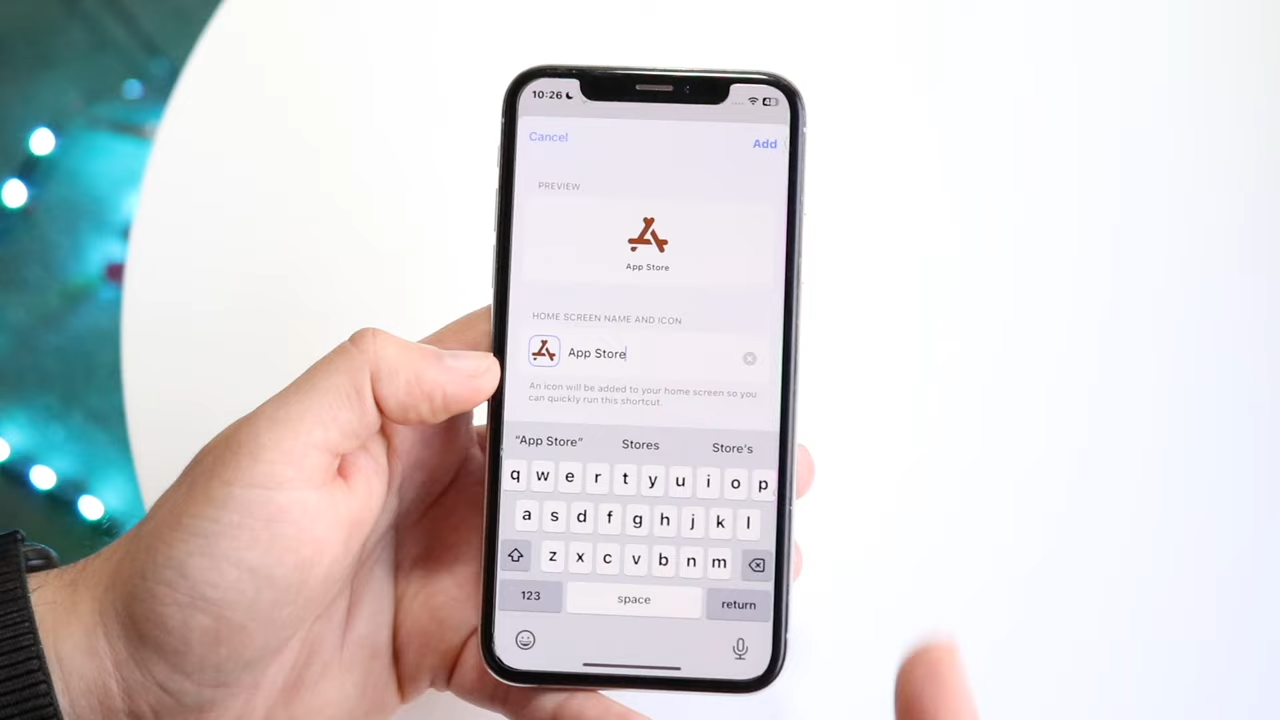 10:26
Cancel
Add
PREVIEW
App Store
HOME SCREEN NAME AND ICON
App Store
An icon will be added to your home screen so you
can quickly run this shortcut.
"App Store" Stores Store's
q w e r t y u i o p
a s d f g h j k l
z x c v b n m
123 space return